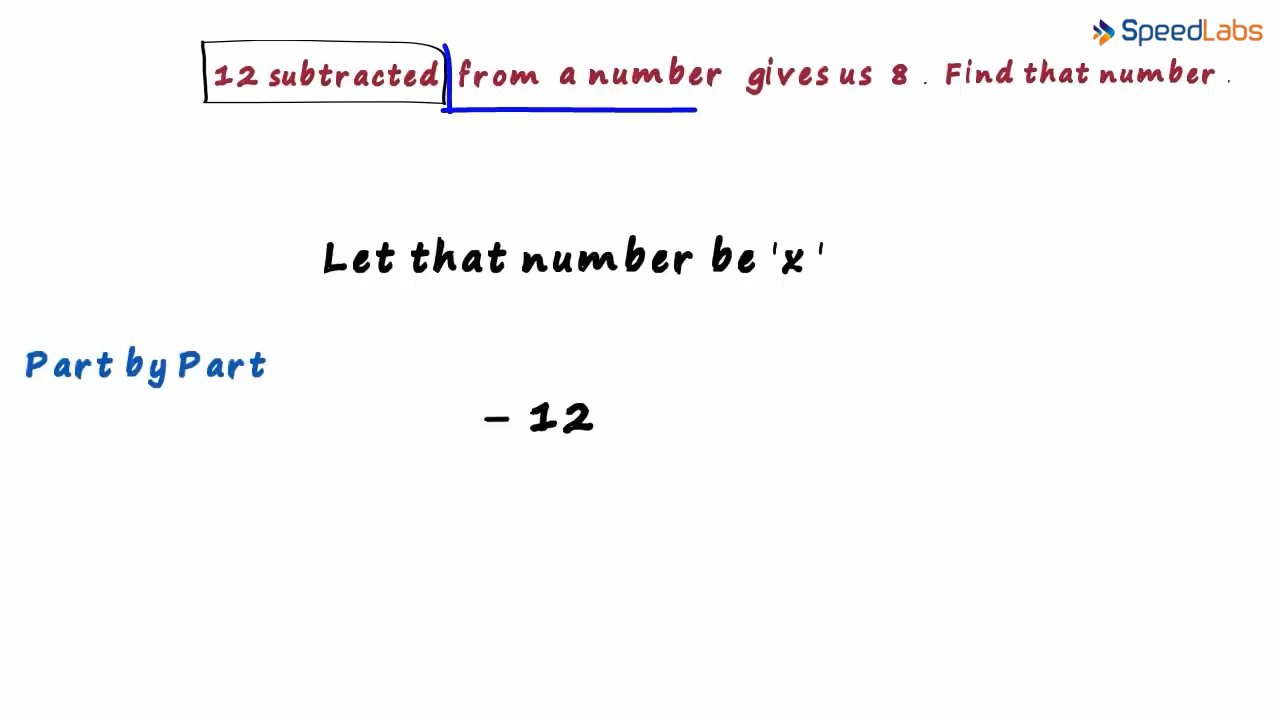 SpeedLabs
12 subtracted from a number gives us 8 . Find that number .
Let that number be 'x'
Part by Part
- 12